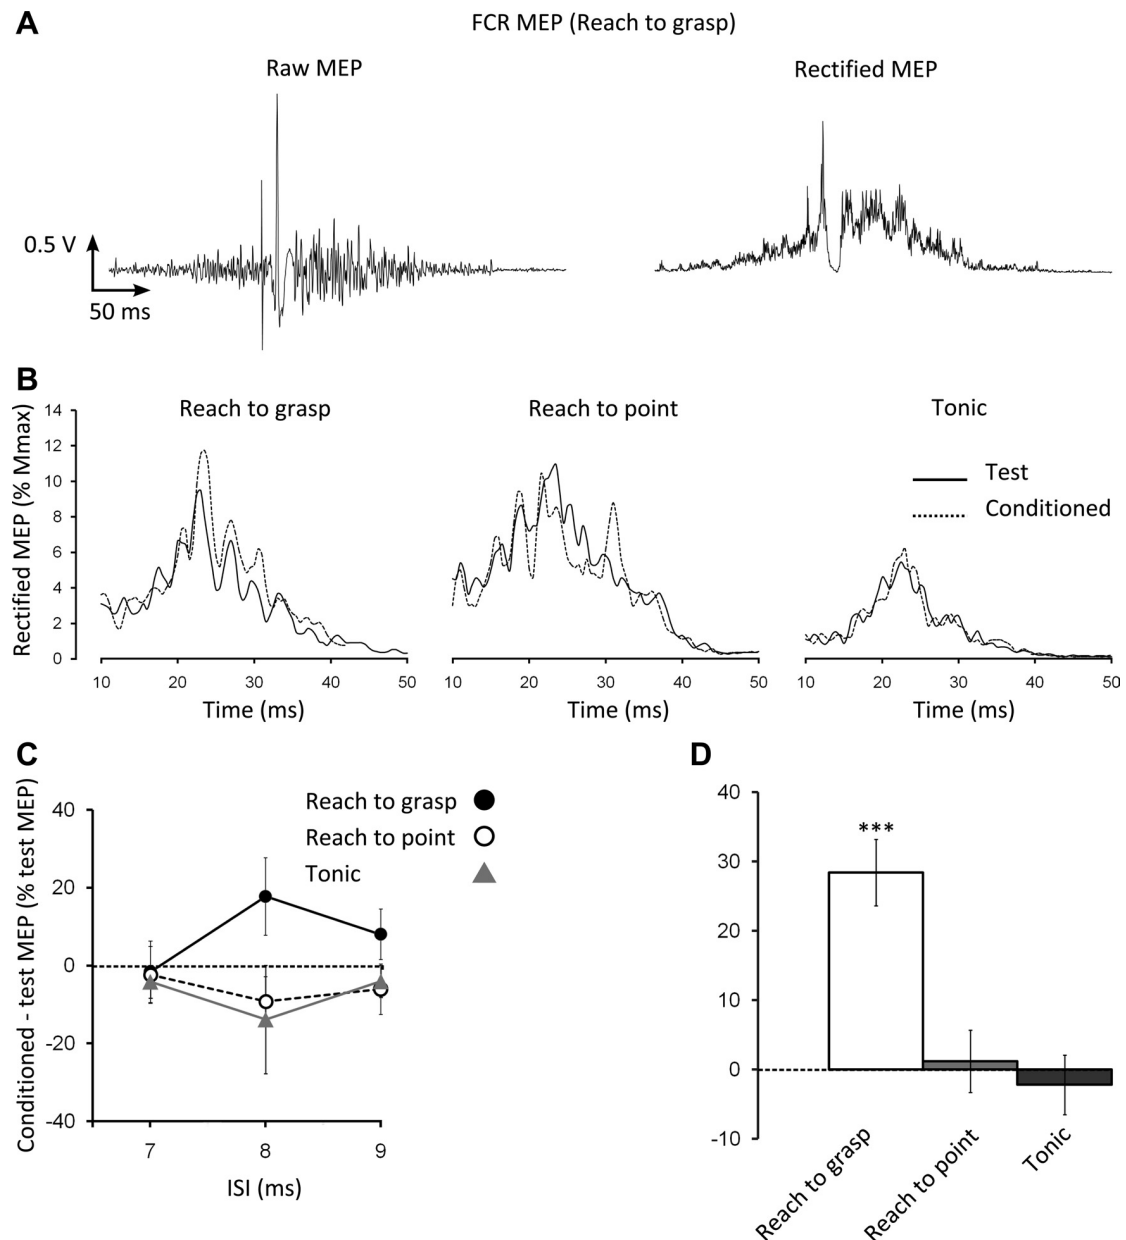 A
FCR MEP (Reach to grasp)
Raw MEP
Rectified MEP
0.5 V
50 ms
B
Reach to grasp
Reach to point
Tonic
Rectified MEP (% Mmax)
14
12
10
8
6
4
2
0
Test
Conditioned
10 20 30 40 50
10 20 30 40 50
10 20 30 40 50
Time (ms)
Time (ms)
Time (ms)
C
Conditioned - test MEP (% test MEP)
40
20
0
-20
-40
Reach to grasp
Reach to point
Tonic
7 8 9
ISI (ms)
D
40
30
20
10
0
-10
***
Reach to grasp
Reach to point
Tonic